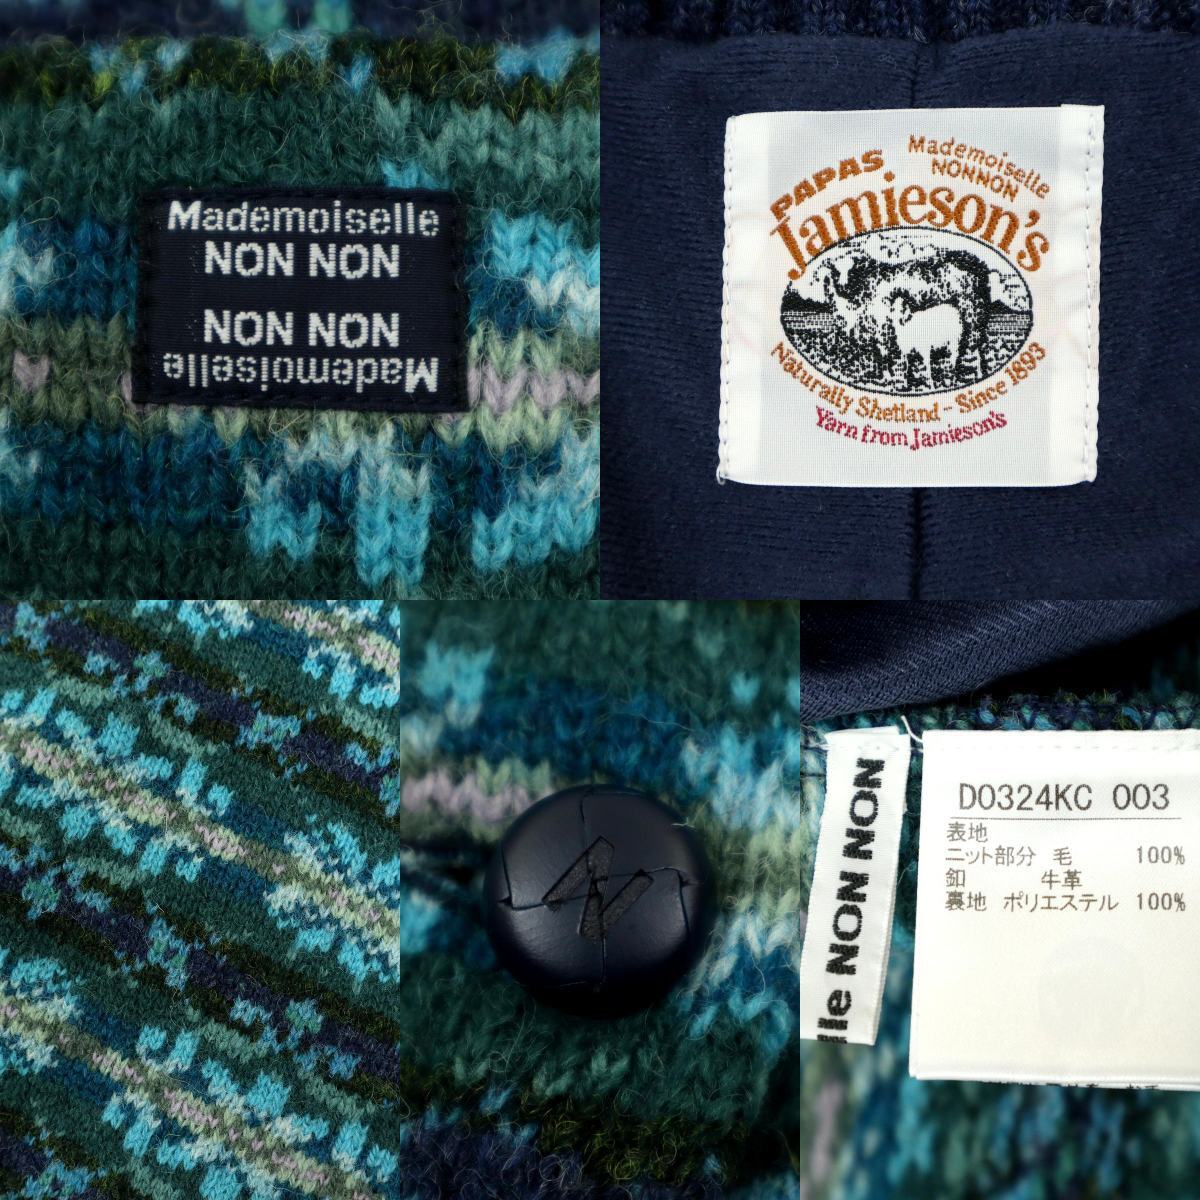 Mademoiselle
NON NON
NON NON
Mademoiselle
PAPAS
Mademoiselle
NONNON
Jamieson's
Naturally Shetland - Since 1893
Yarn from Jamieson's
lle NON NON
D0324KC 003
表地
ニット部分 毛 100%
釦 牛革
裏地 ポリエステル 100%